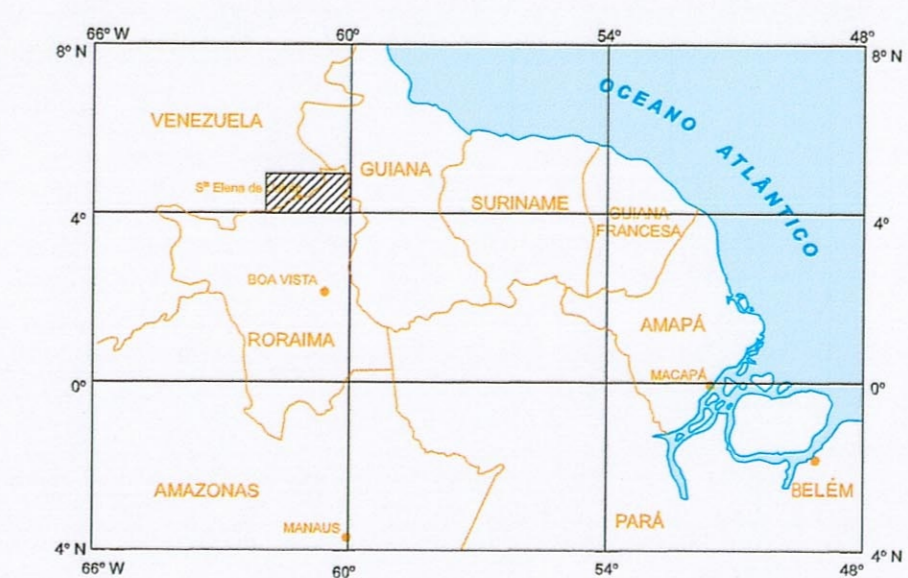 66° W 60° 54° 48°
8° N 8° N
OCEANO ATLÂNTICO
VENEZUELA
GUIANA
Sta Elena de
SURINAME
GUIANA
FRANCESA
4° 4°
BOA VISTA
RORAIMA
AMAPÁ
MACAPÁ
0° 0°
AMAZONAS
BELÉM
PARÁ
MANAUS
4° N 4° N
66° W 60° 54° 48°